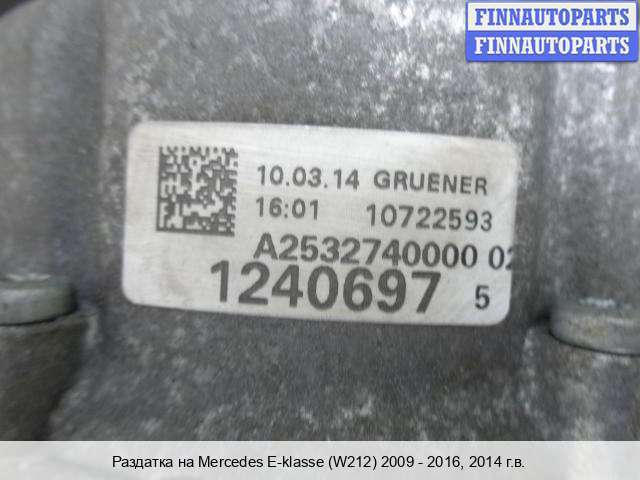 FINNAUTOPARTS
FINNAUTOPARTS
10.03.14 GRUENER
16:01 10722593
A2532740000 02
1240697 5
Раздатка на Mercedes E-klasse (W212) 2009 - 2016, 2014 г.в.